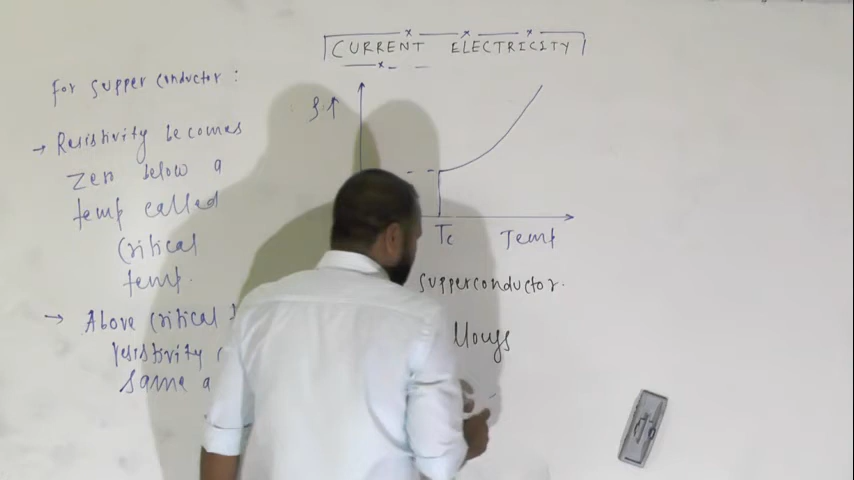 CURRENT ELECTRICITY
For supper conductor :
→ Resistivity becomes
zero below a
temp called
critical
temp.
→ Above critical
resistivity
same a
ρ ↑
Tc Temp
supperconductor.